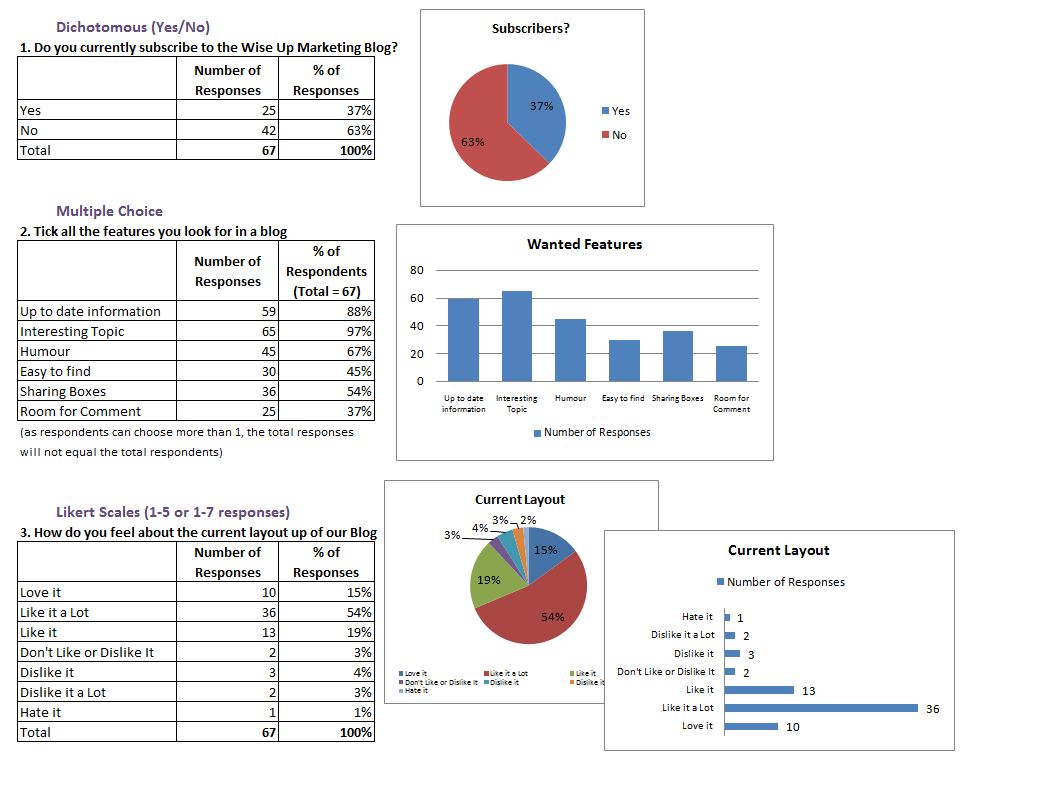 Dichotomous (Yes/No)
1. Do you currently subscribe to the Wise Up Marketing Blog?
Number of Responses % of Responses
Yes 25 37%
No 42 63%
Total 67 100%
Subscribers?
37%
63%
Yes
No
Multiple Choice
2. Tick all the features you look for in a blog
Number of Responses % of Respondents (Total = 67)
Up to date information 59 88%
Interesting Topic 65 97%
Humour 45 67%
Easy to find 30 45%
Sharing Boxes 36 54%
Room for Comment 25 37%
(as respondents can choose more than 1, the total responses
will not equal the total respondents)
Wanted Features
80
60
40
20
0
Up to date information Interesting Topic Humour Easy to find Sharing Boxes Room for Comment
Number of Responses
Likert Scales (1-5 or 1-7 responses)
3. How do you feel about the current layout up of our Blog
Number of Responses % of Responses
Love it 10 15%
Like it a Lot 36 54%
Like it 13 19%
Don't Like or Dislike It 2 3%
Dislike it 3 4%
Dislike it a Lot 2 3%
Hate it 1 1%
Total 67 100%
Current Layout
3% 4% 3% 2%
15%
19%
54%
Love it Like it a Lot Like it
Don't Like or Dislike It Dislike it Dislike it
Hate it
Current Layout
Number of Responses
Hate it 1
Dislike it a Lot 2
Dislike it 3
Don't Like or Dislike It 2
Like it 13
Like it a Lot 36
Love it 10